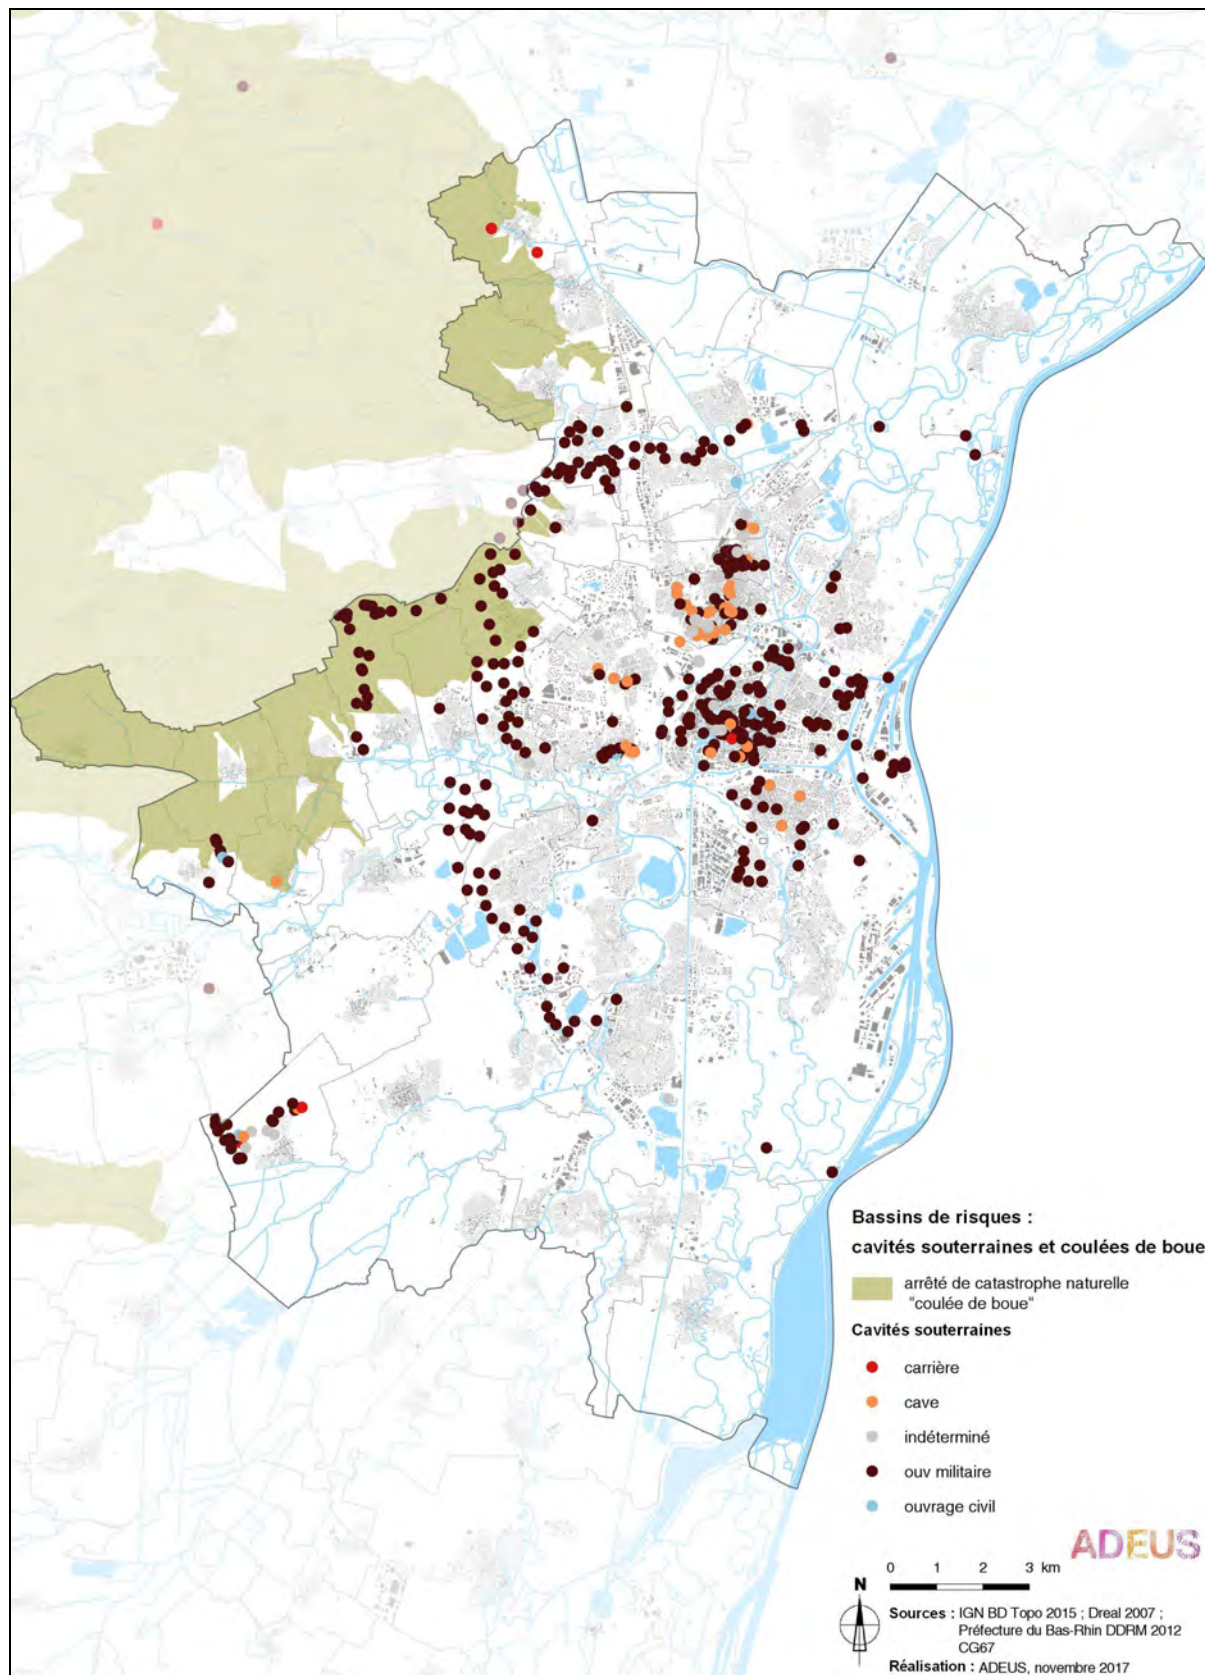 Bassins de risques :
cavités souterraines et coulées de boue
arrêté de catastrophe naturelle
"coulée de boue"
Cavités souterraines
carrière
cave
indéterminé
ouv militaire
ouvrage civil
ADEUS
0 1 2 3 km
N
Sources : IGN BD Topo 2015 ; Dreal 2007 ;
Préfecture du Bas-Rhin DDRM 2012
CG67
Réalisation : ADEUS, novembre 2017